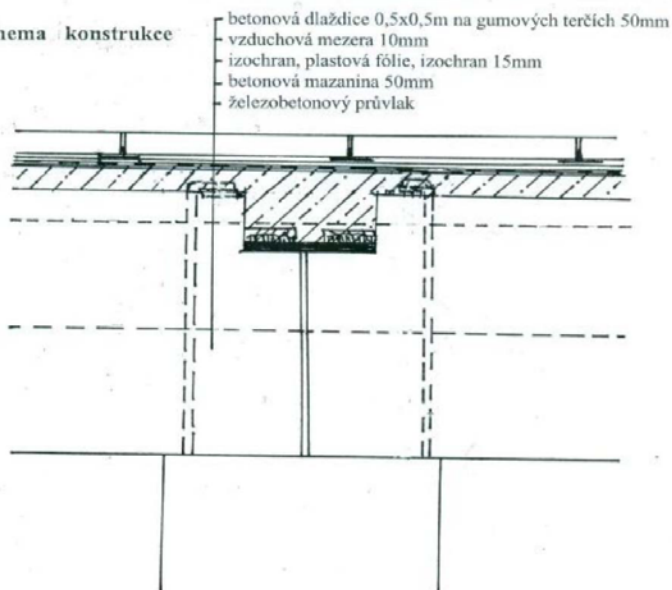 hema konstrukce
betonová dlaždice 0,5x0,5m na gumových terčích 50mm
vzduchová mezera 10mm
izochran, plastová fólie, izochran 15mm
betonová mazanina 50mm
železobetonový průvlak